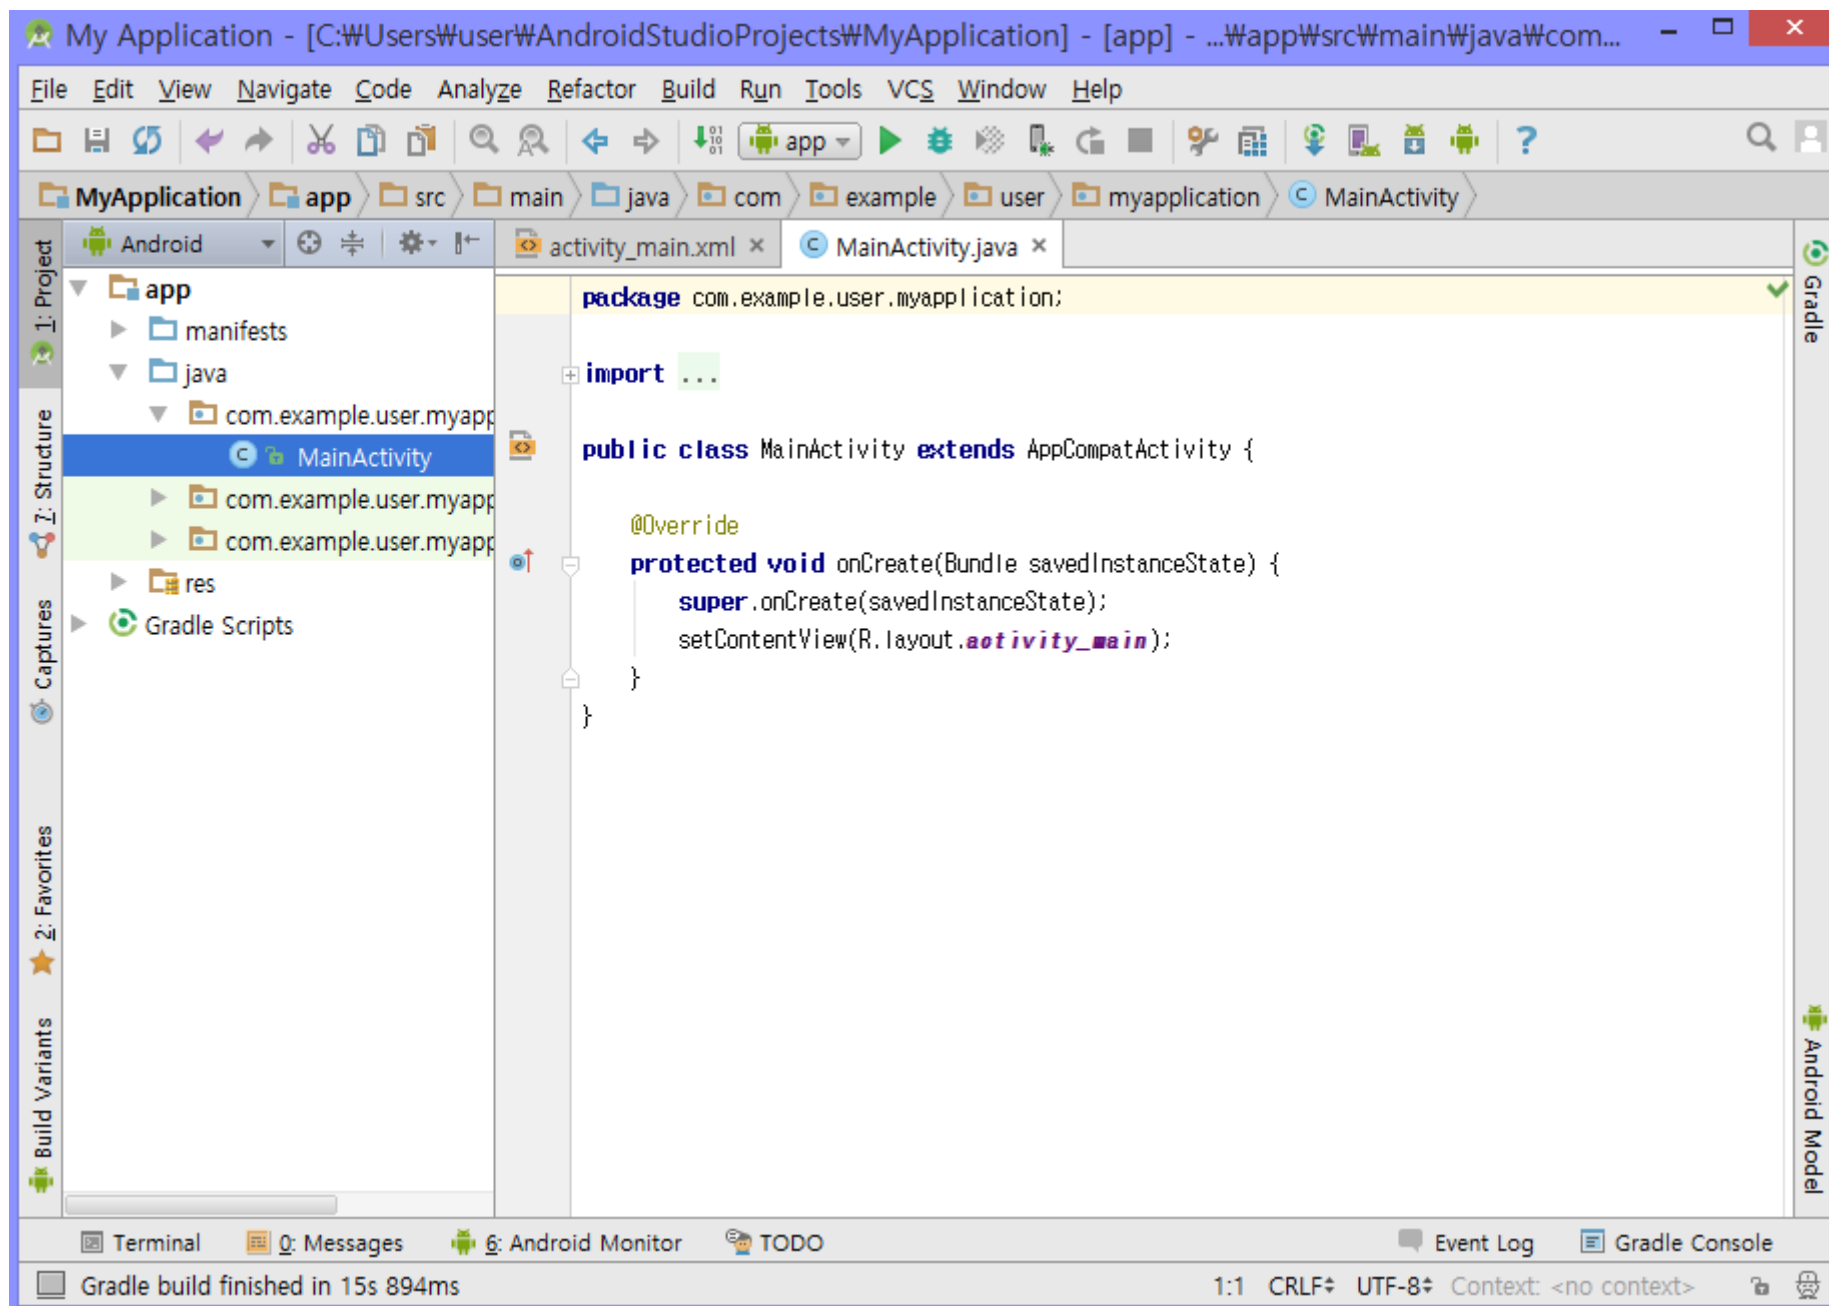 My Application - [C:₩Users₩user₩AndroidStudioProjects₩MyApplication] - [app] - ...₩app₩src₩main₩java₩com...
File Edit View Navigate Code Analyze Refactor Build Run Tools VCS Window Help
app
?
MyApplication app src main java com example user myapplication MainActivity
1: Project
7: Structure
Captures
2: Favorites
Build Variants
Android
app
manifests
java
com.example.user.myapp
MainActivity
com.example.user.myapp
com.example.user.myapp
res
Gradle Scripts
activity_main.xml × MainActivity.java ×
package com.example.user.myapplication;
import ...
public class MainActivity extends AppCompatActivity {
@Override
protected void onCreate(Bundle savedInstanceState) {
super.onCreate(savedInstanceState);
setContentView(R.layout.activity_main);
}
}
Gradle
Android Model
Terminal 0: Messages 6: Android Monitor TODO Event Log Gradle Console
Gradle build finished in 15s 894ms 1:1 CRLF UTF-8 Context: <no context>